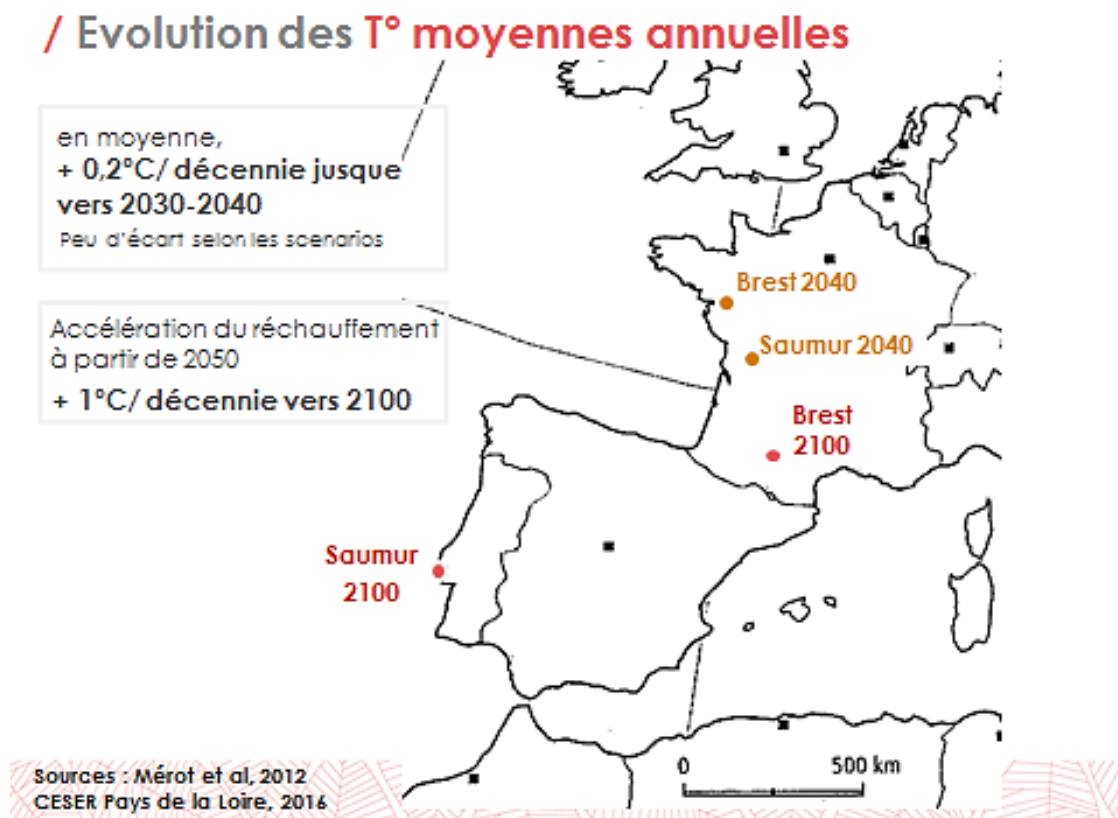 / Evolution des T° moyennes annuelles
en moyenne,
+ 0,2°C/ décennie jusque
vers 2030-2040
Peu d'écart selon les scenarios
Accélération du réchauffement
à partir de 2050
+ 1°C/ décennie vers 2100
Brest 2040
Saumur 2040
Brest
2100
Saumur
2100
0 500 km
Sources : Mérot et al, 2012
CESER Pays de la Loire, 2016